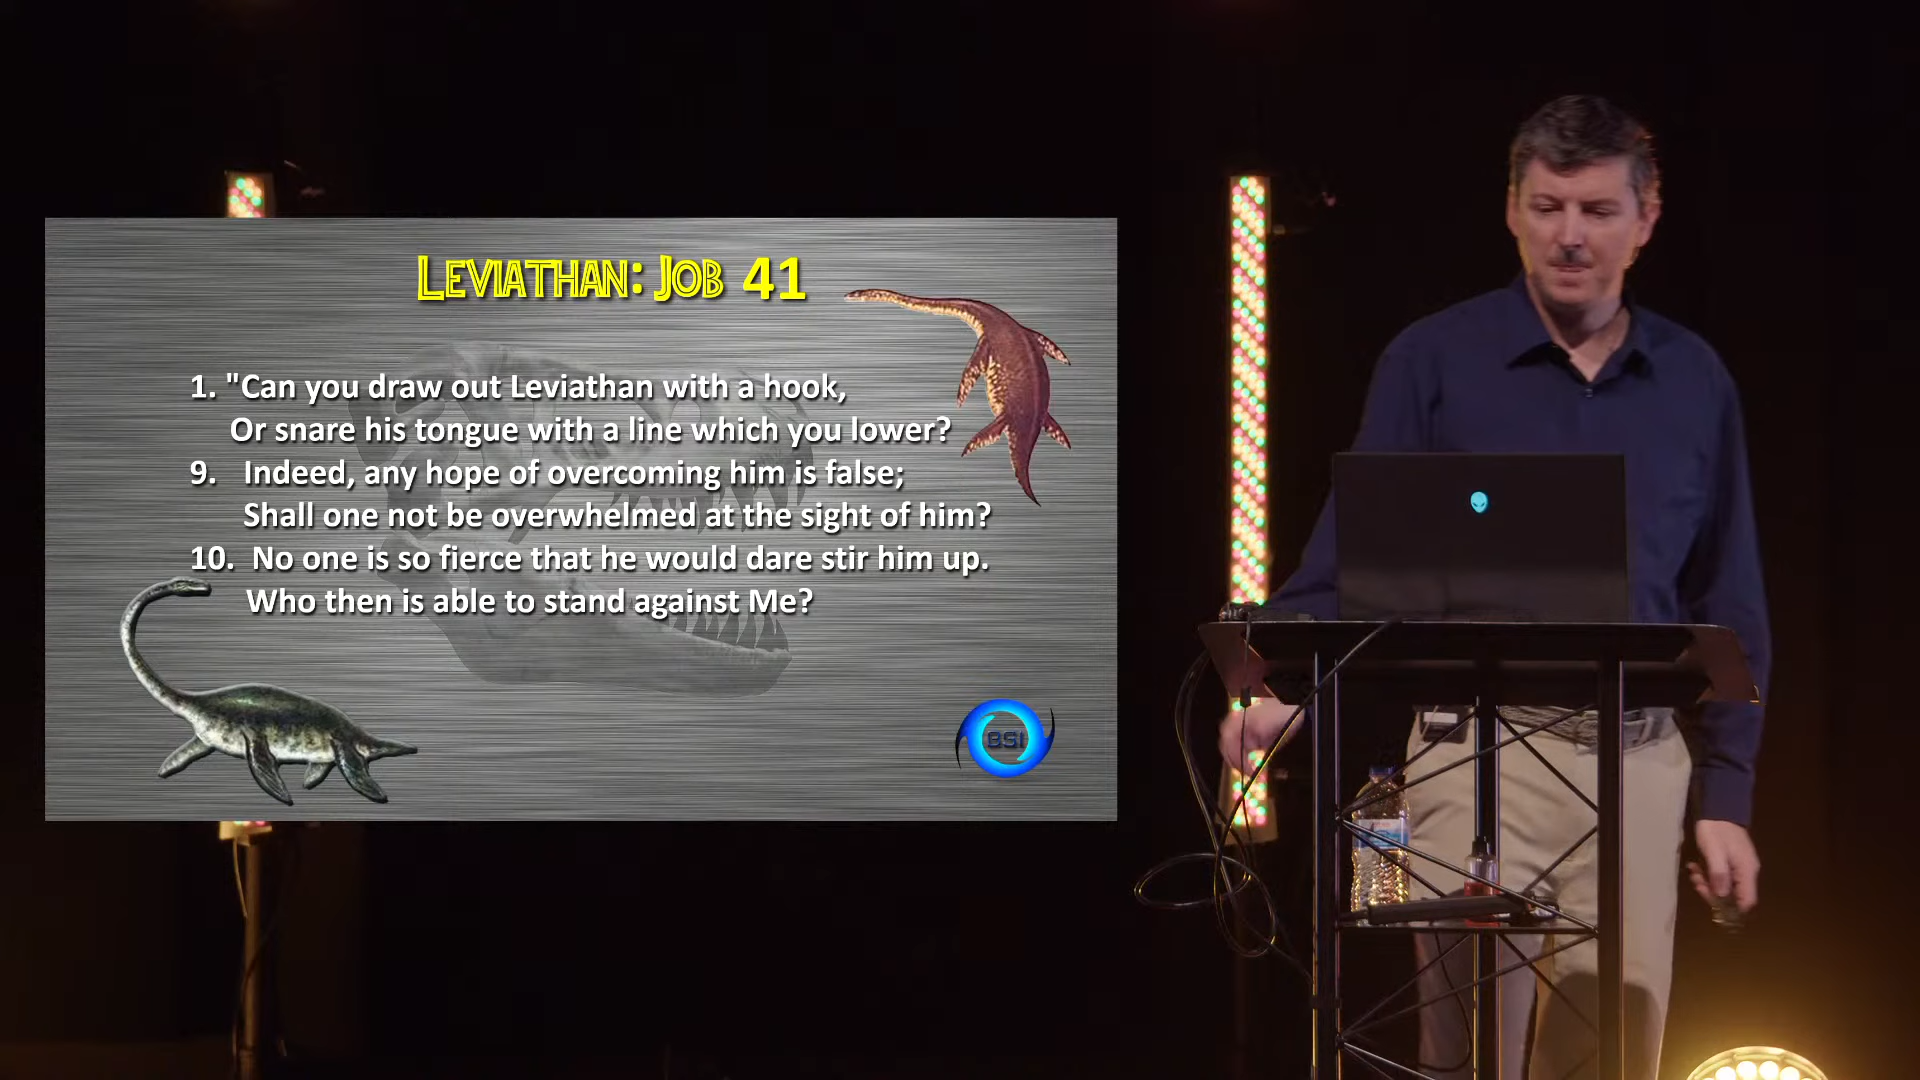 LEVIATHAN: JOB 41
1. "Can you draw out Leviathan with a hook,
Or snare his tongue with a line which you lower?
9. Indeed, any hope of overcoming him is false;
Shall one not be overwhelmed at the sight of him?
10. No one is so fierce that he would dare stir him up.
Who then is able to stand against Me?
BSI